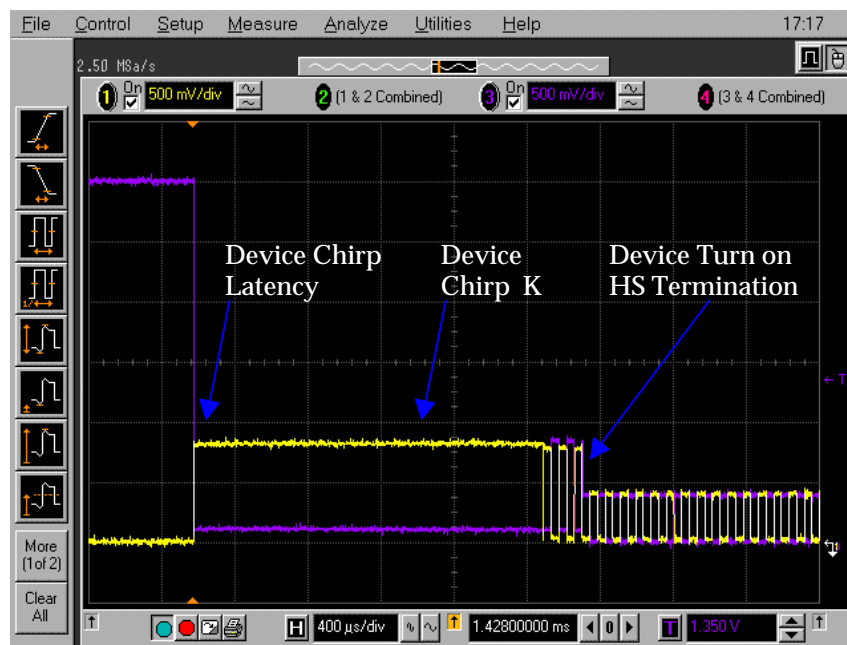 File Control Setup Measure Analyze Utilities Help 17:17
2.50 MSa/s
1 On 500 mV/div 2 (1 & 2 Combined) 3 On 500 mV/div 4 (3 & 4 Combined)
Device Chirp Latency
Device Chirp K
Device Turn on HS Termination
T
1/
More
(1of 2)
Clear
All
H 400 µs/div 1.42800000 ms 0 T 1.350 V